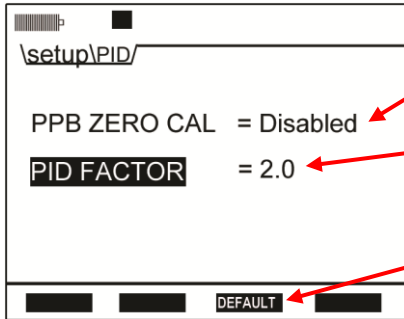 \setup\PID/
PPB ZERO CAL = Disabled
PID FACTOR = 2.0
DEFAULT